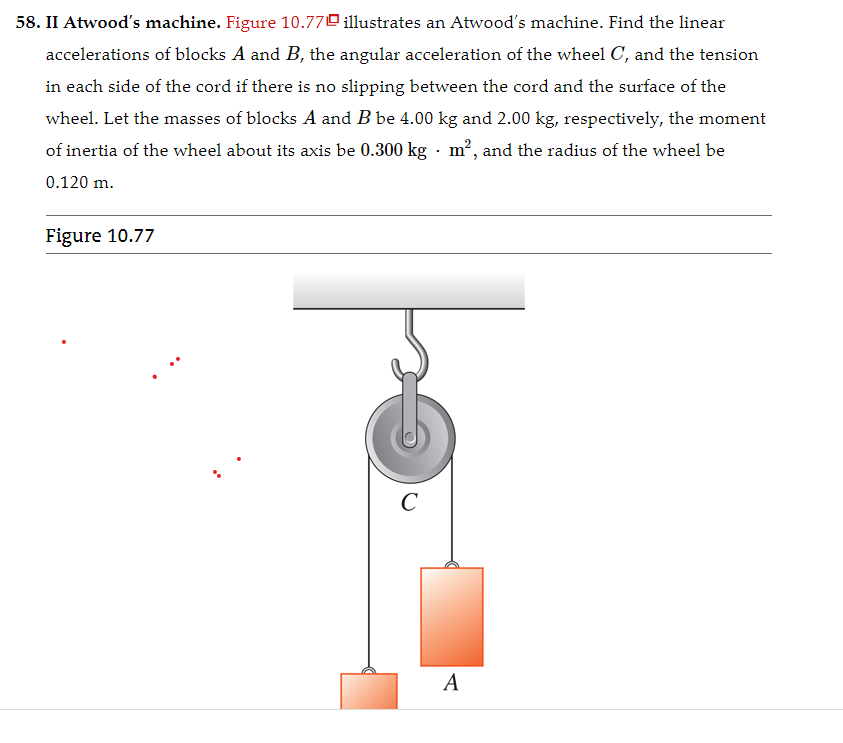 58. II Atwood's machine. Figure 10.77 illustrates an Atwood's machine. Find the linear
accelerations of blocks A and B, the angular acceleration of the wheel C, and the tension
in each side of the cord if there is no slipping between the cord and the surface of the
wheel. Let the masses of blocks A and B be 4.00 kg and 2.00 kg, respectively, the moment
of inertia of the wheel about its axis be 0.300 kg · m², and the radius of the wheel be
0.120 m.
Figure 10.77
C
A